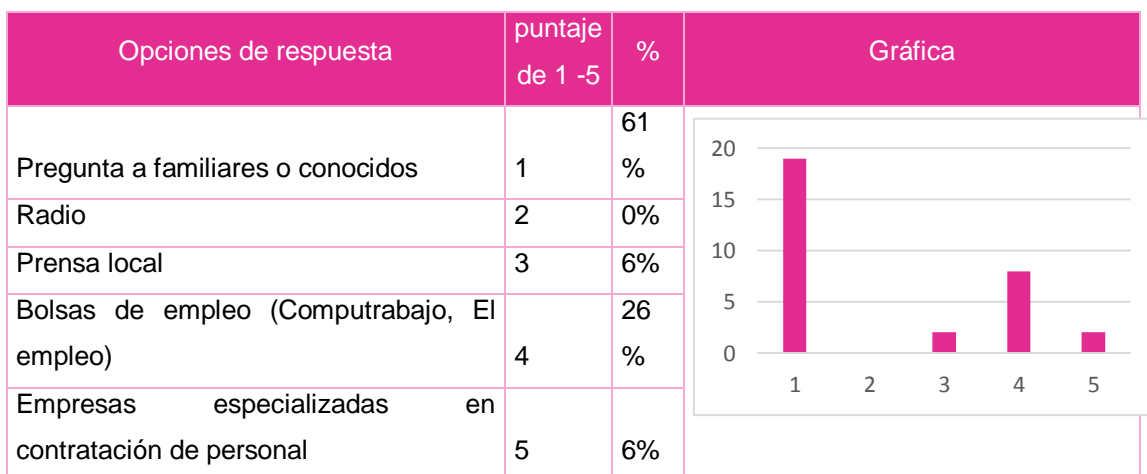 Opciones de respuesta
puntaje
de 1 -5
%
Gráfica
Pregunta a familiares o conocidos
1
61
%
Radio
2
0%
Prensa local
3
6%
Bolsas de empleo (Computrabajo, El
empleo)
4
26
%
Empresas especializadas en
contratación de personal
5
6%
20
15
10
5
0
1 2 3 4 5